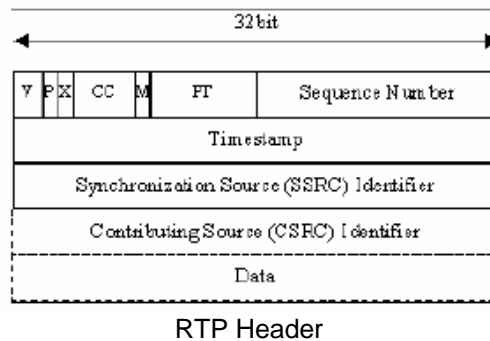 32bit
V P X CC M PT Sequence Number
Timestamp
Synchronization Source (SSRC) Identifier
Contributing Source (CSRC) Identifier
Data
RTP Header